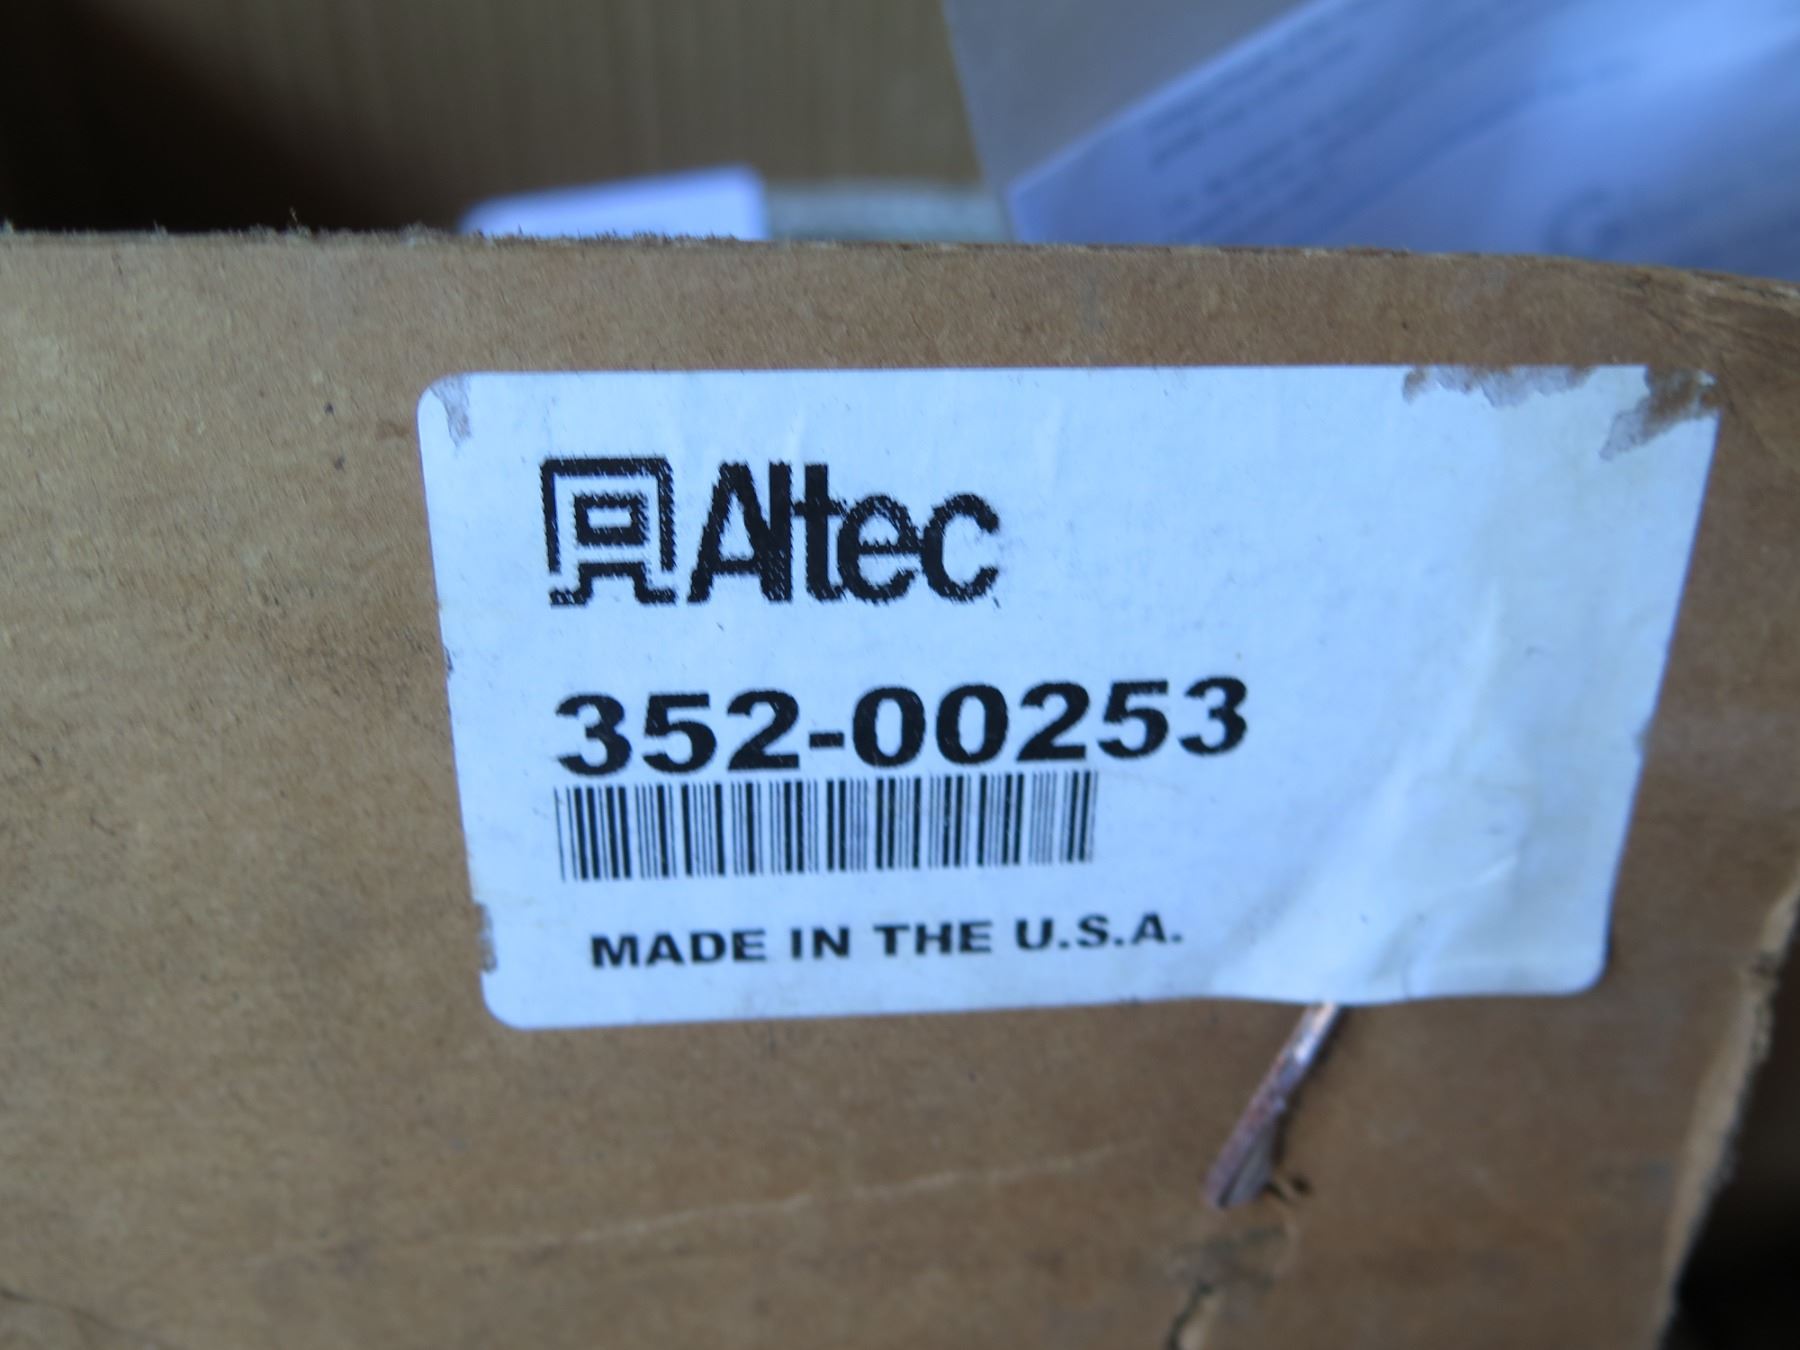 Altec
352-00253
MADE IN THE U.S.A.